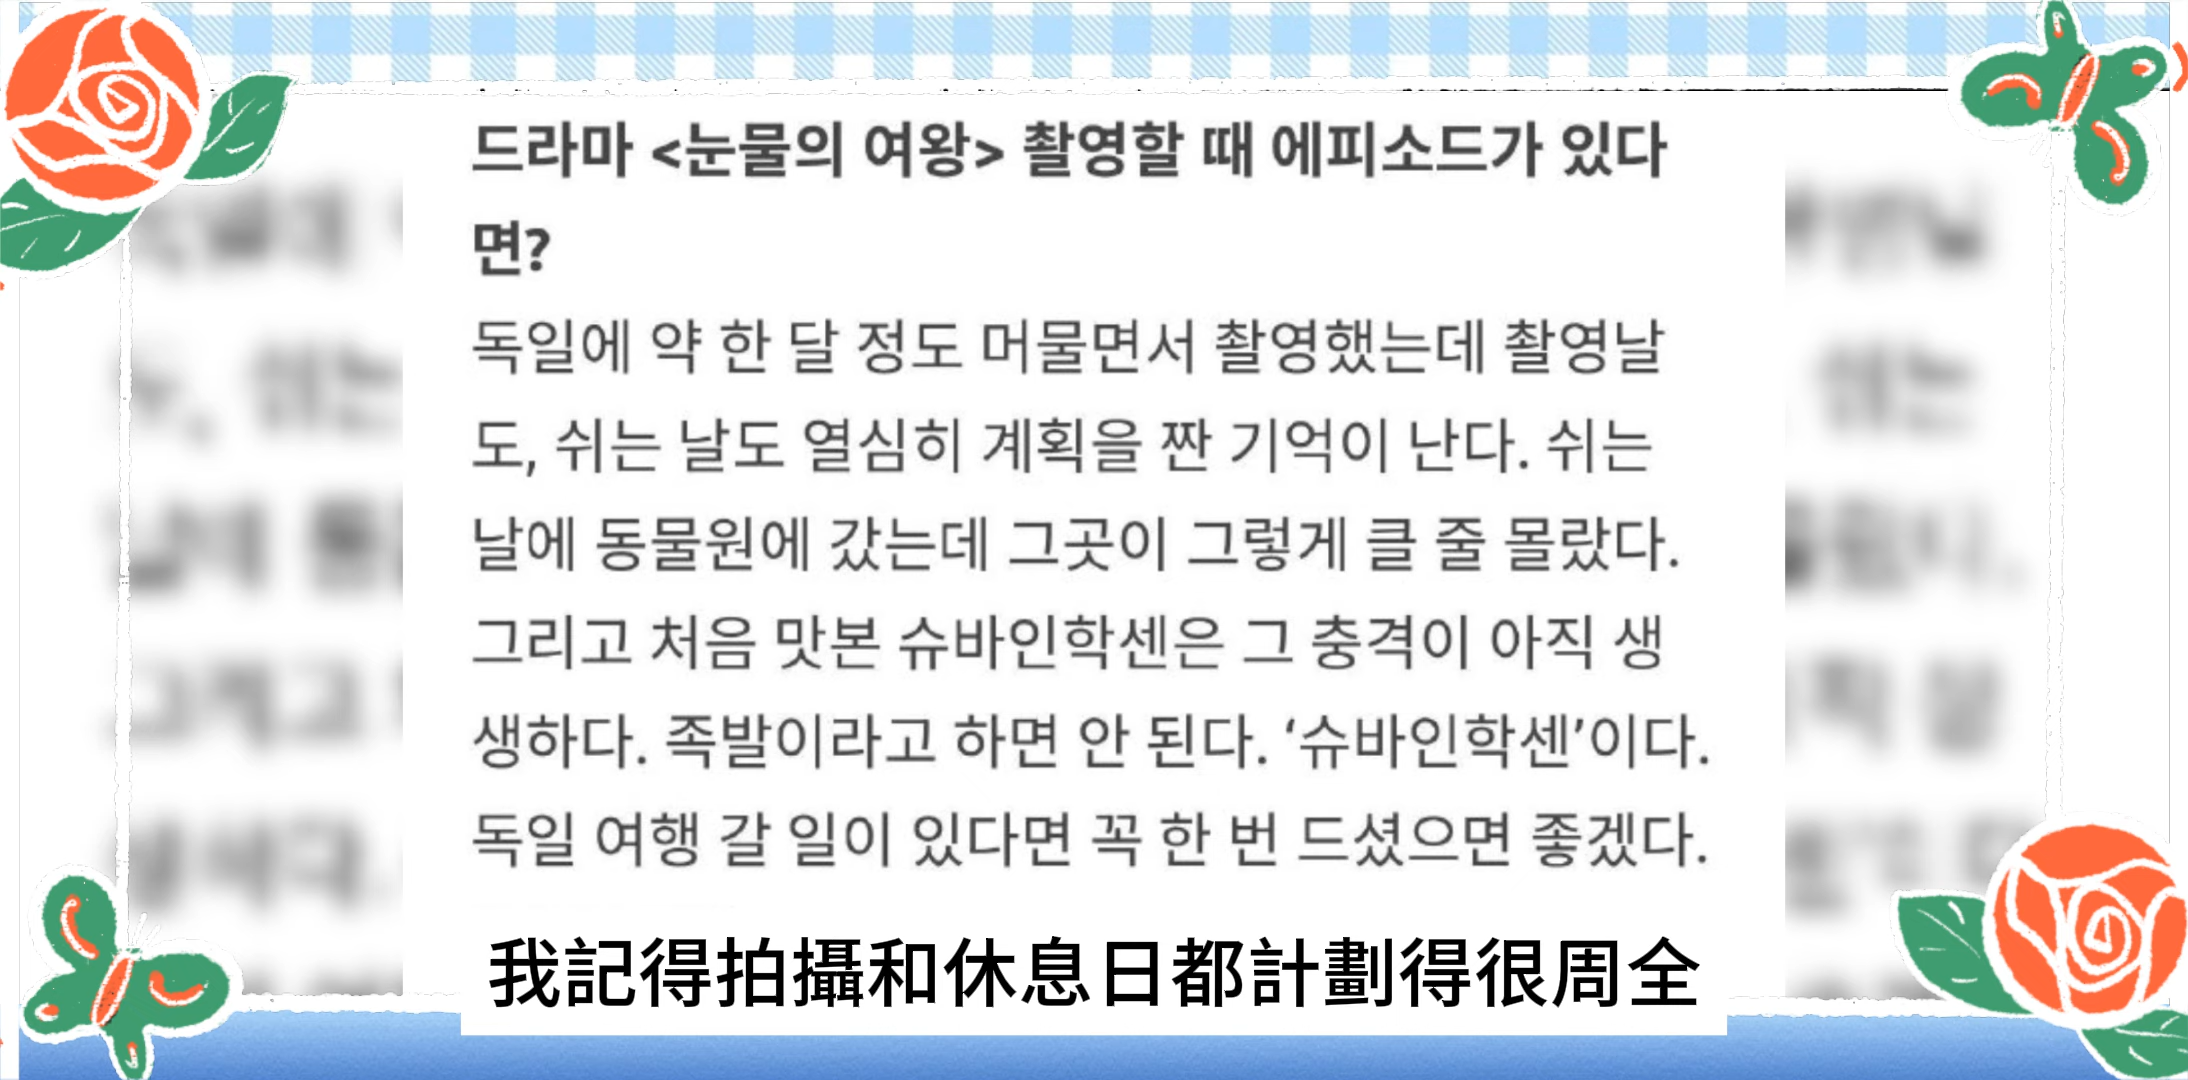 드라마 <눈물의 여왕> 촬영할 때 에피소드가 있다
면?
독일에 약 한 달 정도 머물면서 촬영했는데 촬영날
도, 쉬는 날도 열심히 계획을 짠 기억이 난다. 쉬는
날에 동물원에 갔는데 그곳이 그렇게 클 줄 몰랐다.
그리고 처음 맛본 슈바인학센은 그 충격이 아직 생
생하다. 족발이라고 하면 안 된다. ‘슈바인학센’이다.
독일 여행 갈 일이 있다면 꼭 한 번 드셨으면 좋겠다.
我記得拍攝和休息日都計劃得很周全